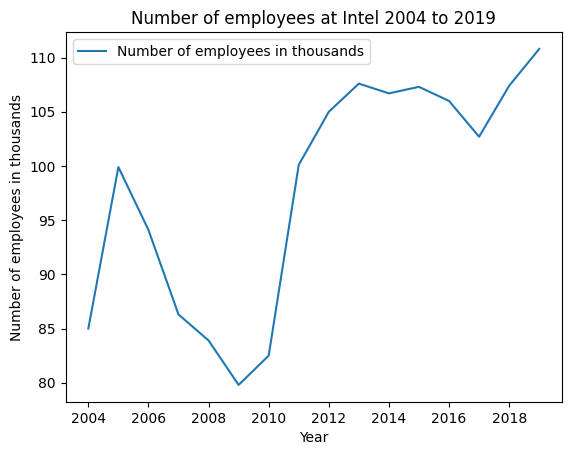 Number of employees at Intel 2004 to 2019
Number of employees in thousands
Number of employees in thousands
110
105
100
95
90
85
80
2004 2006 2008 2010 2012 2014 2016 2018
Year